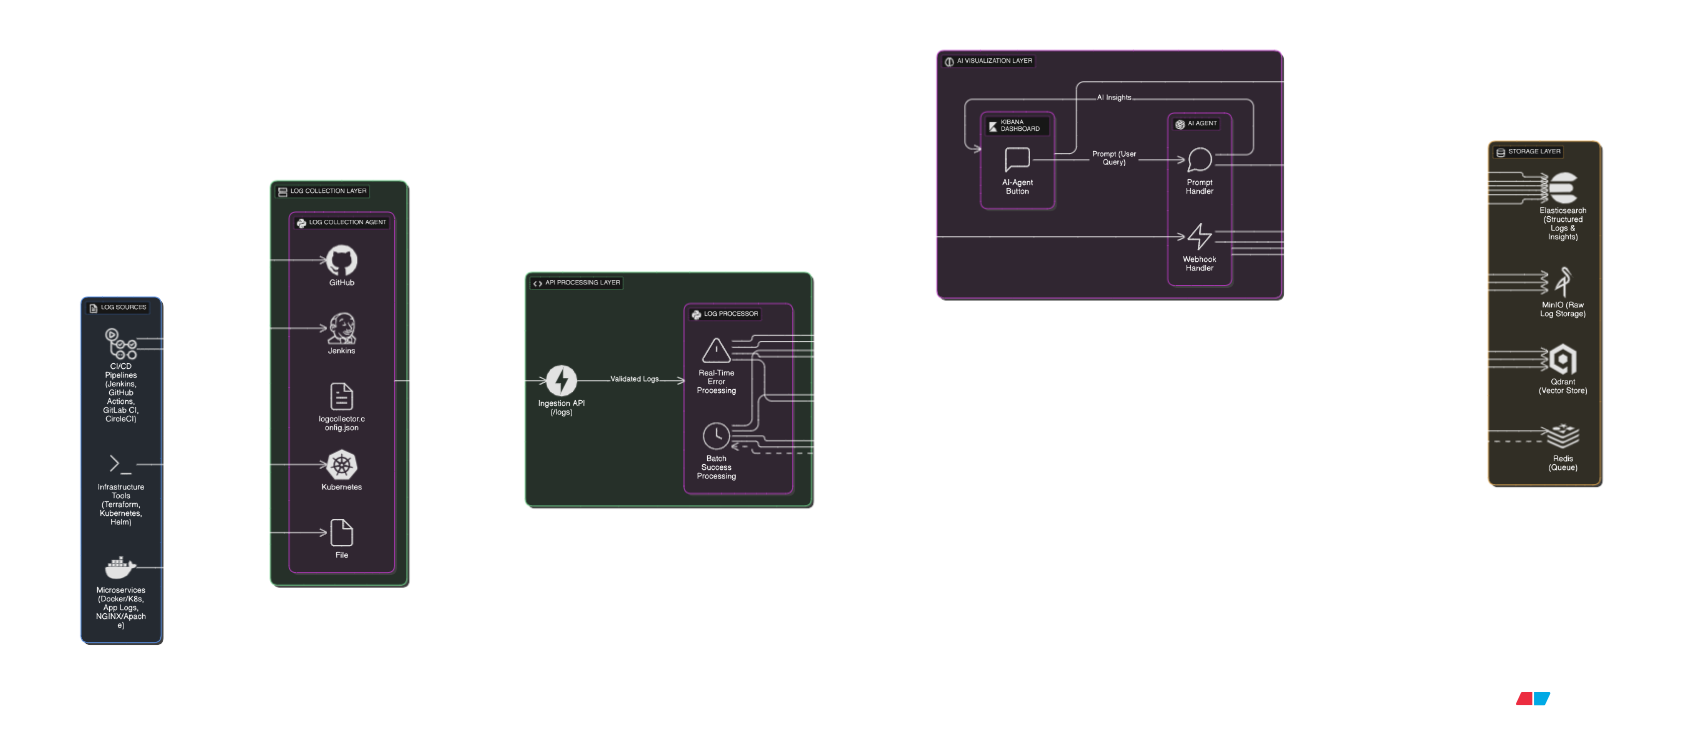 LOG SOURCES
CI/CD
Pipelines
(Jenkins,
GitHub
Actions,
GitLab CI,
CircleCI)
Infrastructure
Tools
(Terraform,
Kubernetes,
Helm)
Microservices
(Docker/K8s,
App Logs,
NGINX/Apach
e)
LOG COLLECTION LAYER
LOG COLLECTION AGENT
GitHub
Jenkins
logcollector.c
onfig.json
Kubernetes
File
API PROCESSING LAYER
Ingestion API
(/logs)
Validated Logs
LOG PROCESSOR
Real-Time
Error
Processing
Batch
Success
Processing
AI VISUALIZATION LAYER
AI Insights
KIBANA
DASHBOARD
AI-Agent
Button
Prompt (User
Query)
AI AGENT
Prompt
Handler
Webhook
Handler
STORAGE LAYER
Elasticsearch
(Structured
Logs &
Insights)
MinIO (Raw
Log Storage)
Qdrant
(Vector Store)
Redis
(Queue)